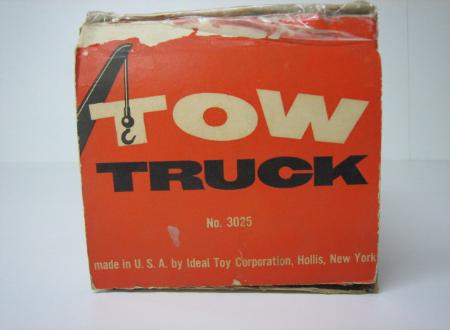 TOW
TRUCK
No. 3025
made in U. S. A. by Ideal Toy Corporation, Hollis, New York